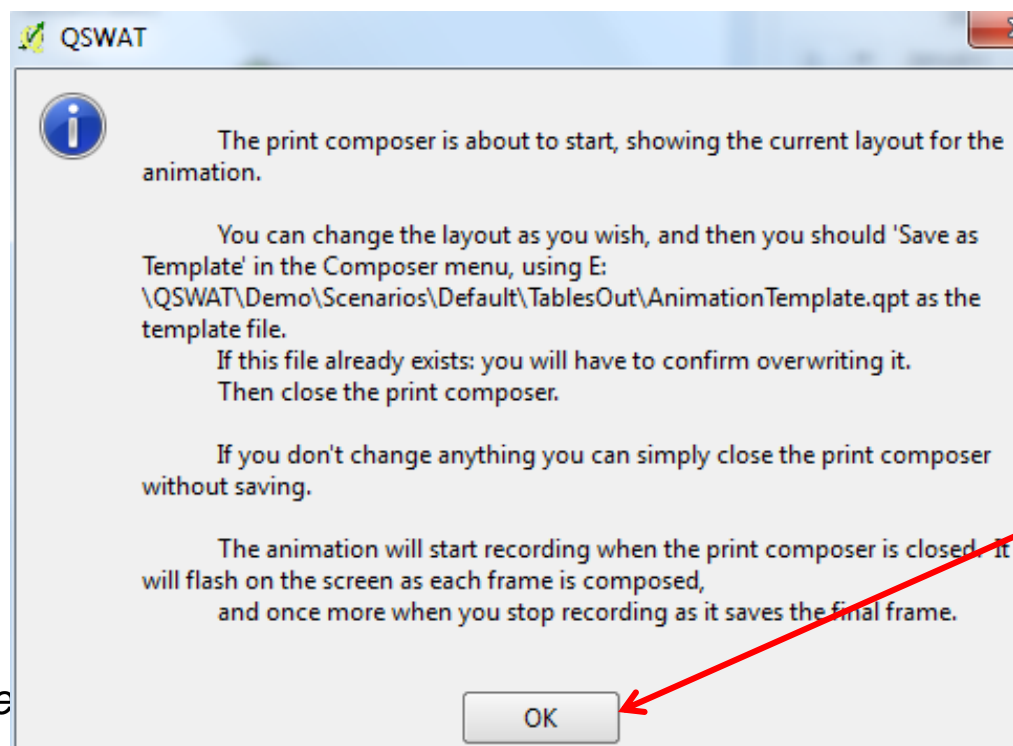 QSWAT
The print composer is about to start, showing the current layout for the
animation.
You can change the layout as you wish, and then you should 'Save as
Template' in the Composer menu, using E:
\QSWAT\Demo\Scenarios\Default\TablesOut\AnimationTemplate.qpt as the
template file.
If this file already exists: you will have to confirm overwriting it.
Then close the print composer.
If you don't change anything you can simply close the print composer
without saving.
The animation will start recording when the print composer is closed. It
will flash on the screen as each frame is composed,
and once more when you stop recording as it saves the final frame.
OK